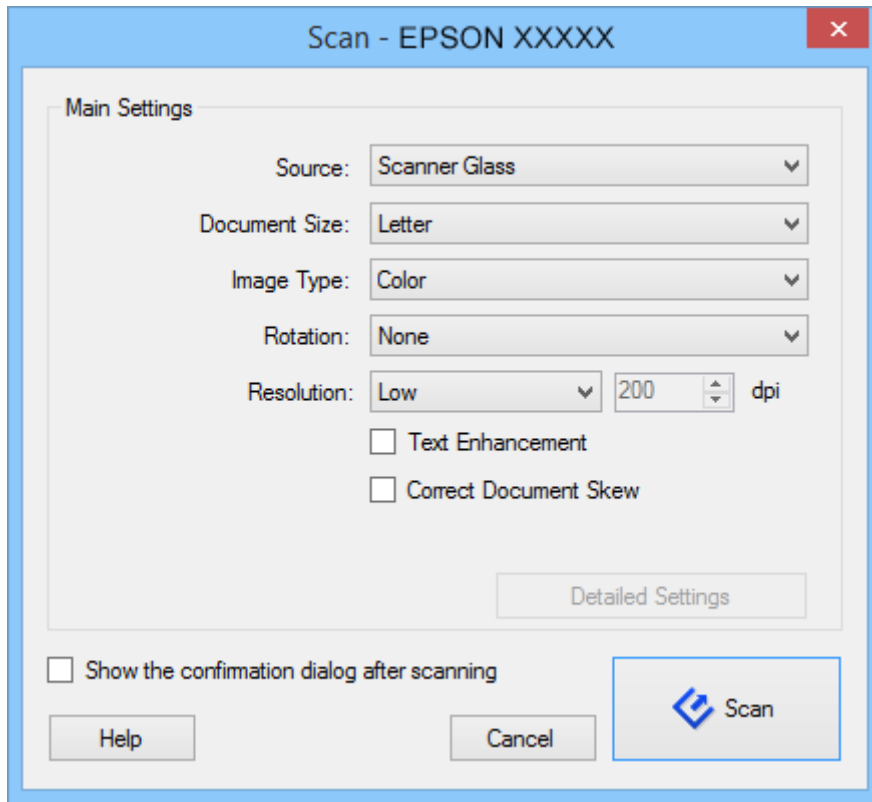 Scan - EPSON XXXXX
Main Settings
Source: Scanner Glass
Document Size: Letter
Image Type: Color
Rotation: None
Resolution: Low 200 dpi
Text Enhancement
Correct Document Skew
Detailed Settings
Show the confirmation dialog after scanning
Scan
Help Cancel